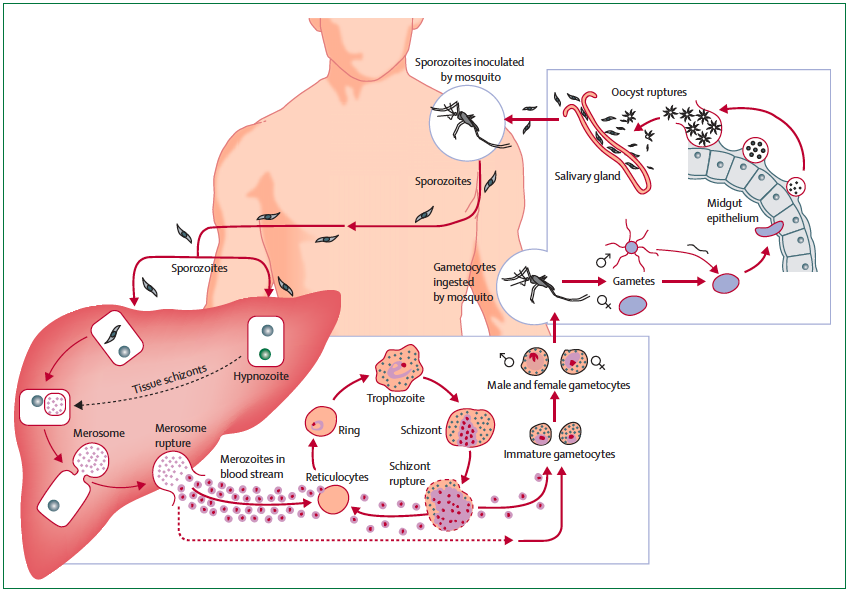 Sporozoites inoculated
by mosquito
Oocyst ruptures
Salivary gland
Sporozoites
Midgut
epithelium
Sporozoites
Gametocytes
ingested
by mosquito
♂
Gametes
♀
Hypnozoite
Tissue schizonts
Merosome
Merosome
rupture
Merozoites in
blood stream
Reticulocytes
Ring
Trophozoite
Schizont
Schizont
rupture
♂
♀
Male and female gametocytes
Immature gametocytes